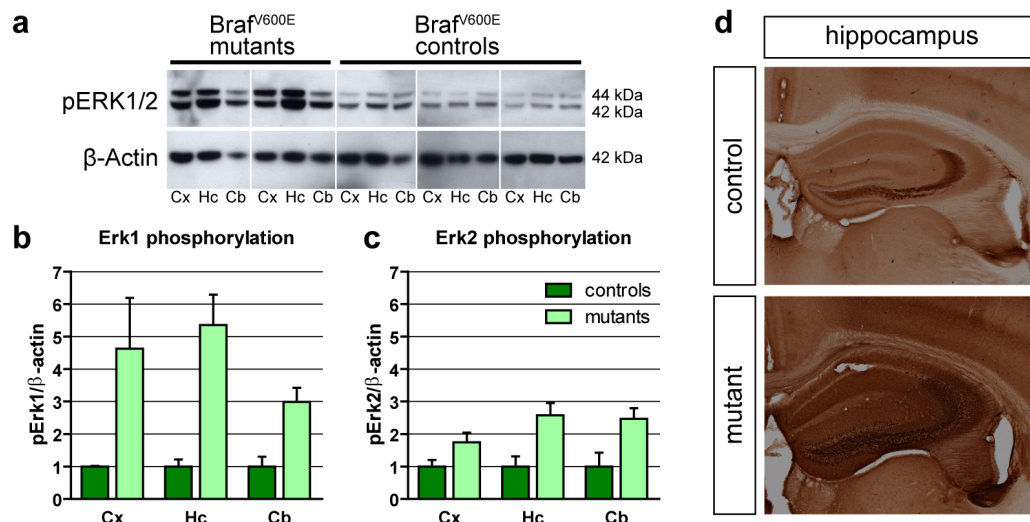 a
Braf^V600E mutants
Braf^V600E controls
pERK1/2
44 kDa
42 kDa
β-Actin
42 kDa
Cx Hc Cb Cx Hc Cb Cx Hc Cb Cx Hc Cb Cx Hc Cb
b
Erk1 phosphorylation
pErk1/β-actin
7
6
5
4
3
2
1
0
Cx Hc Cb
c
Erk2 phosphorylation
pErk2/β-actin
7
6
5
4
3
2
1
0
controls
mutants
Cx Hc Cb
d
hippocampus
control
mutant